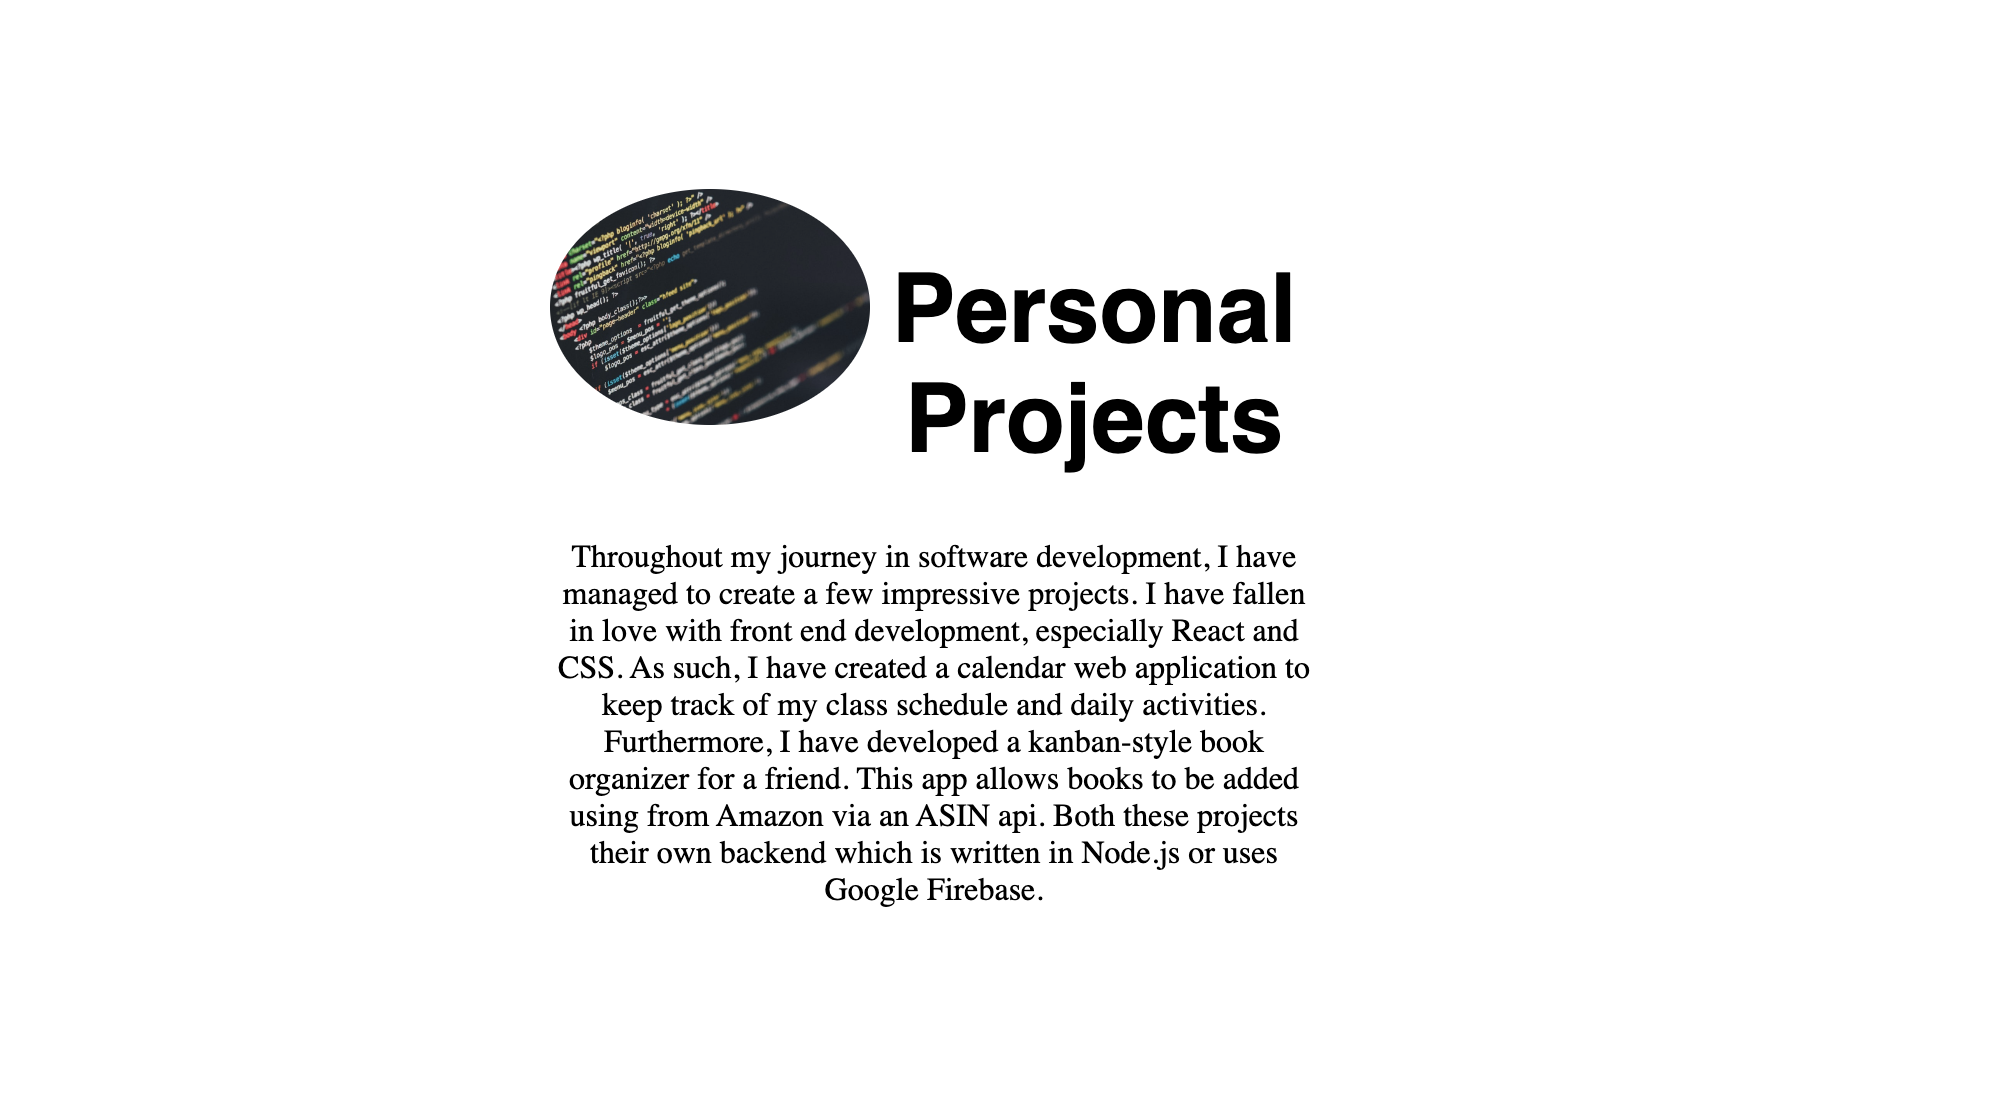 Personal
Projects
Throughout my journey in software development, I have
managed to create a few impressive projects. I have fallen
in love with front end development, especially React and
CSS. As such, I have created a calendar web application to
keep track of my class schedule and daily activities.
Furthermore, I have developed a kanban-style book
organizer for a friend. This app allows books to be added
using from Amazon via an ASIN api. Both these projects
their own backend which is written in Node.js or uses
Google Firebase.